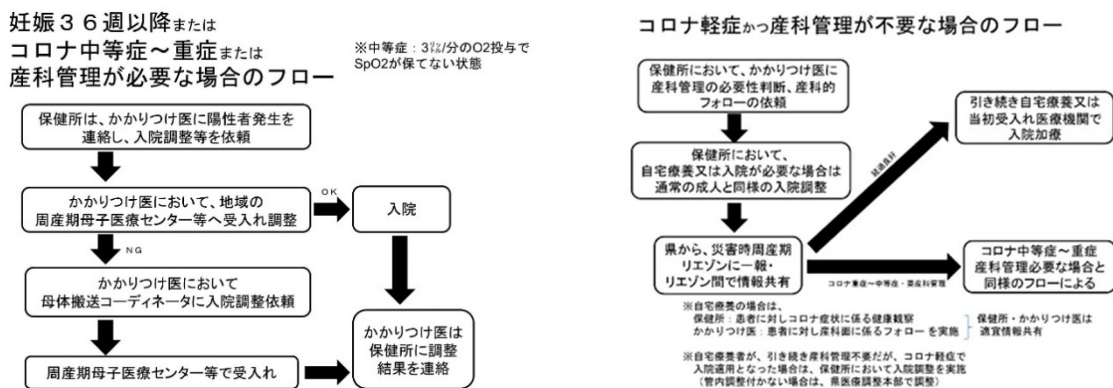 妊娠３６週以降または
コロナ中等症～重症または
産科管理が必要な場合のフロー
※中等症：3㍑/分のO2投与で
SpO2が保てない状態
保健所は、かかりつけ医に陽性者発生を
連絡し、入院調整等を依頼
かかりつけ医において、地域の
周産期母子医療センター等へ受入れ調整
OK
入院
NG
かかりつけ医において
母体搬送コーディネータに入院調整依頼
周産期母子医療センター等で受入れ
かかりつけ医は
保健所に調整
結果を連絡
コロナ軽症かつ産科管理が不要な場合のフロー
保健所において、かかりつけ医に
産科管理の必要性判断、産科的
フォローの依頼
保健所において、
自宅療養又は入院が必要な場合は
通常の成人と同様の入院調整
県から、災害時周産期
リエゾンに一報・
リエゾン間で情報共有
経過良好
引き続き自宅療養又は
当初受入れ医療機関で
入院加療
コロナ重症～中等症・要産科管理
コロナ中等症～重症
産科管理必要な場合と
同様のフローによる
※自宅療養の場合は、
保健所：患者に対しコロナ症状に係る健康観察
かかりつけ医：患者に対し産科面に係るフォローを実施
保健所・かかりつけ医は
適宜情報共有
※自宅療養者が、引き続き産科管理不要だが、コロナ軽症で
入院適用となった場合は、保健所において入院調整を実施
（管内調整付かない場合は、県医療調整本部で調整）